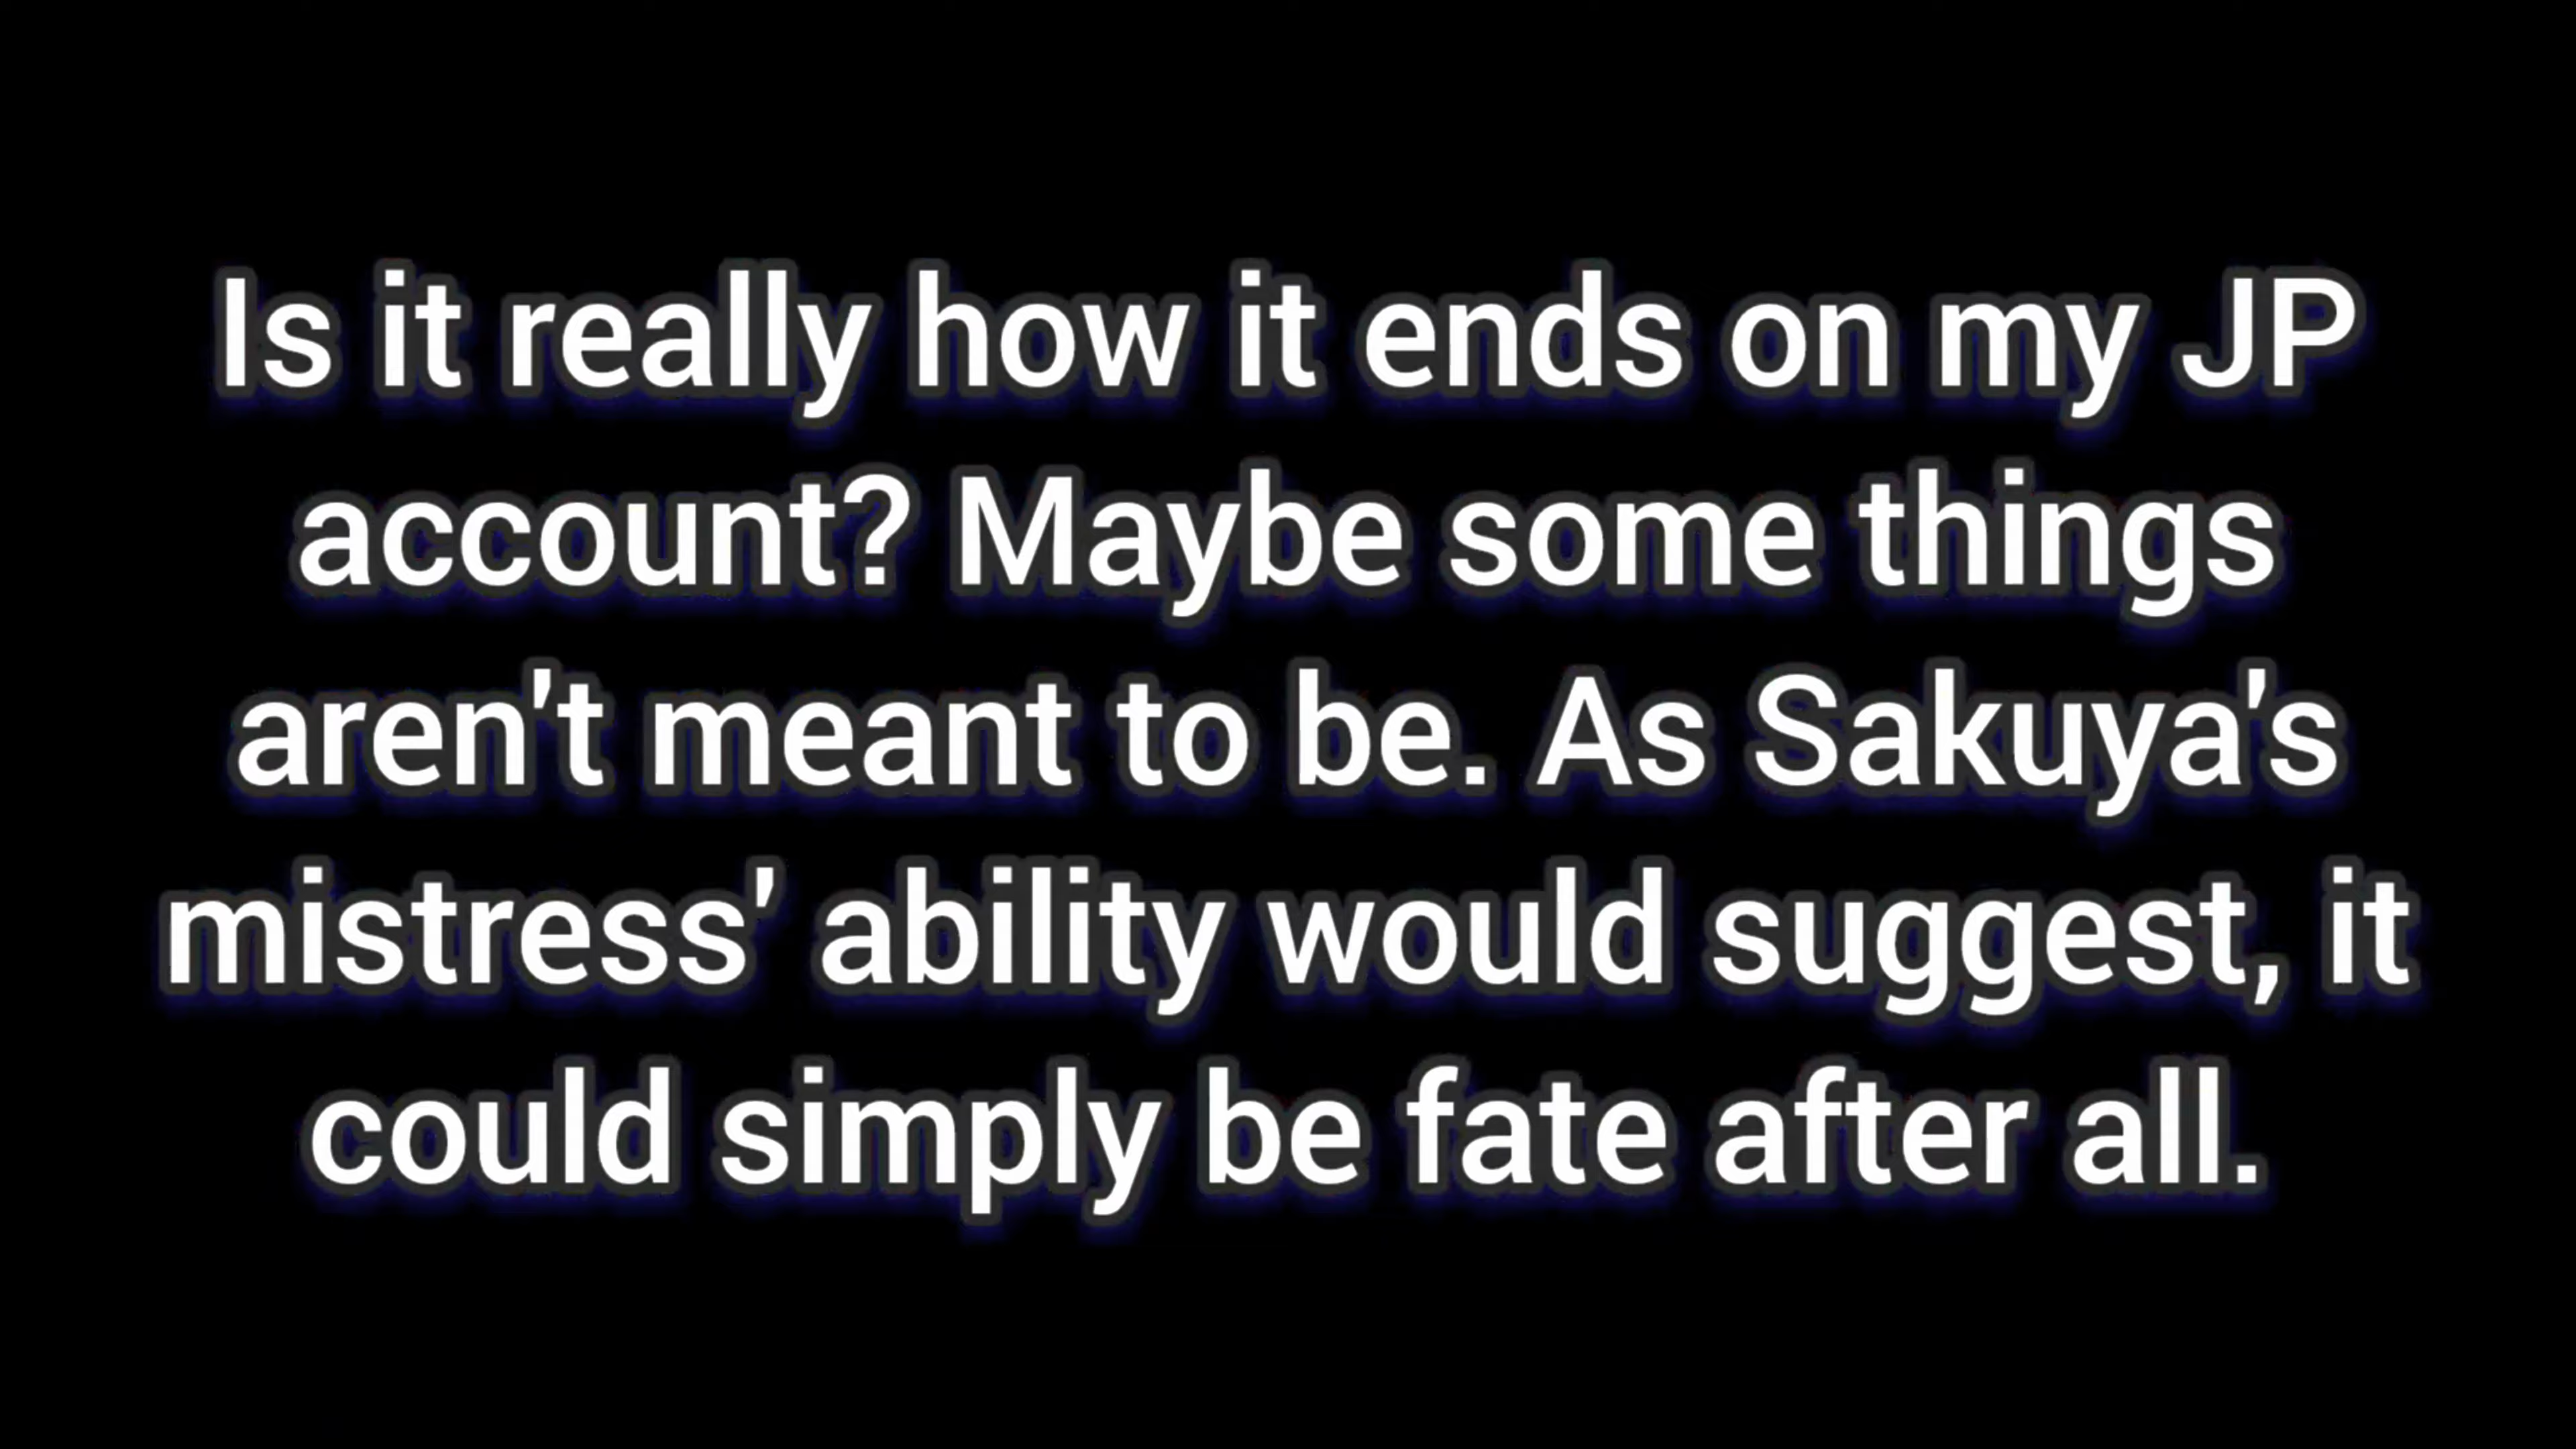 Is it really how it ends on my JP
account? Maybe some things
aren't meant to be. As Sakuya's
mistress' ability would suggest, it
could simply be fate after all.